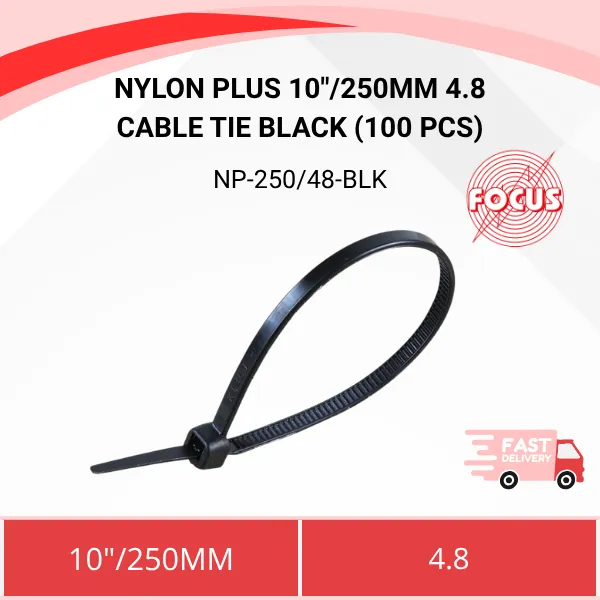 NYLON PLUS 10"/250MM 4.8
CABLE TIE BLACK (100 PCS)
NP-250/48-BLK
FOCUS
FAST
DELIVERY
10"/250MM
4.8